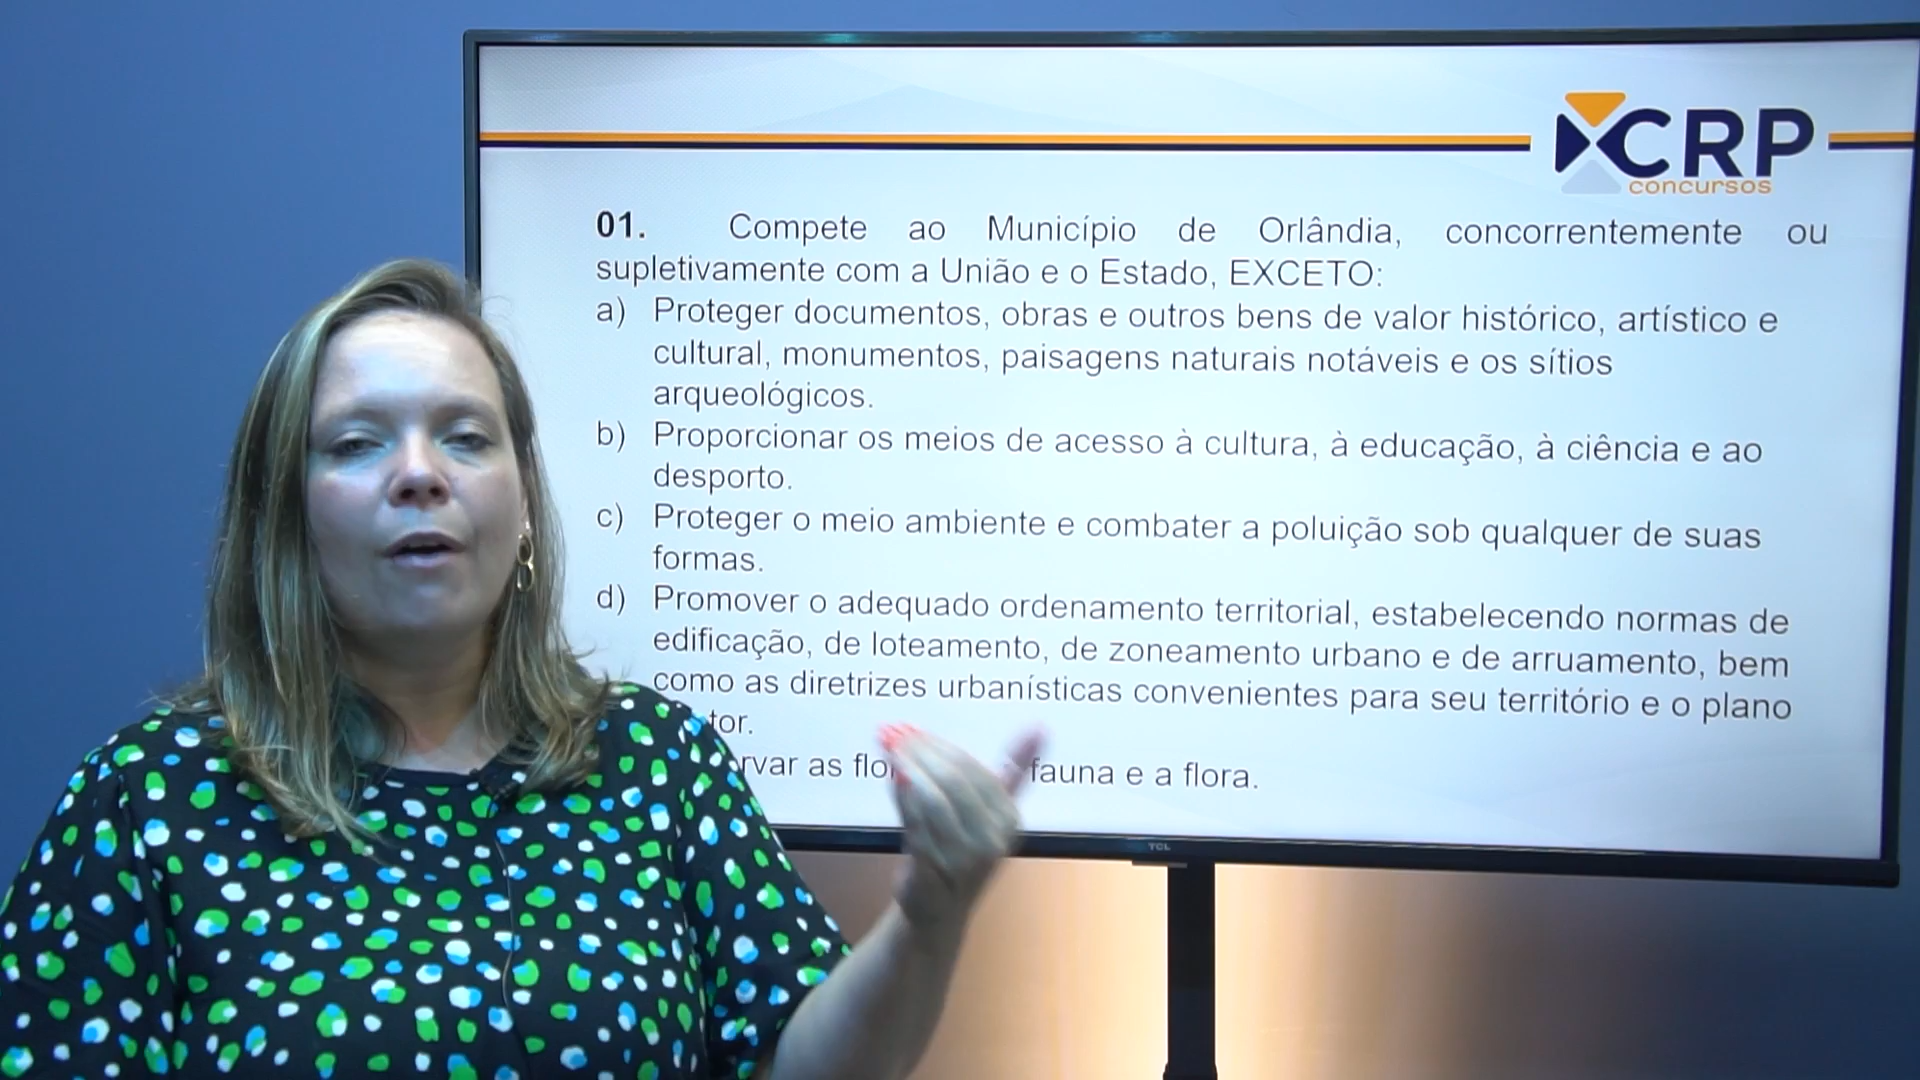 CRP
concursos
01. Compete ao Município de Orlândia, concorrentemente ou
supletivamente com a União e o Estado, EXCETO:
a) Proteger documentos, obras e outros bens de valor histórico, artístico e
cultural, monumentos, paisagens naturais notáveis e os sítios
arqueológicos.
b) Proporcionar os meios de acesso à cultura, à educação, à ciência e ao
desporto.
c) Proteger o meio ambiente e combater a poluição sob qualquer de suas
formas.
d) Promover o adequado ordenamento territorial, estabelecendo normas de
edificação, de loteamento, de zoneamento urbano e de arruamento, bem
como as diretrizes urbanísticas convenientes para seu território e o plano
tor.
rvar as flo fauna e a flora.
TCL